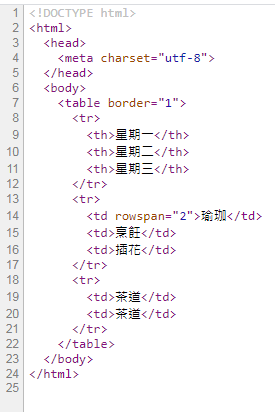 1 <!DOCTYPE html>
2 <html>
3   <head>
4     <meta charset="utf-8">
5   </head>
6   <body>
7     <table border="1">
8       <tr>
9         <th>星期一</th>
10         <th>星期二</th>
11         <th>星期三</th>
12       </tr>
13       <tr>
14         <td rowspan="2">瑜珈</td>
15         <td>烹飪</td>
16         <td>插花</td>
17       </tr>
18       <tr>
19         <td>茶道</td>
20         <td>茶道</td>
21       </tr>
22     </table>
23   </body>
24 </html>
25